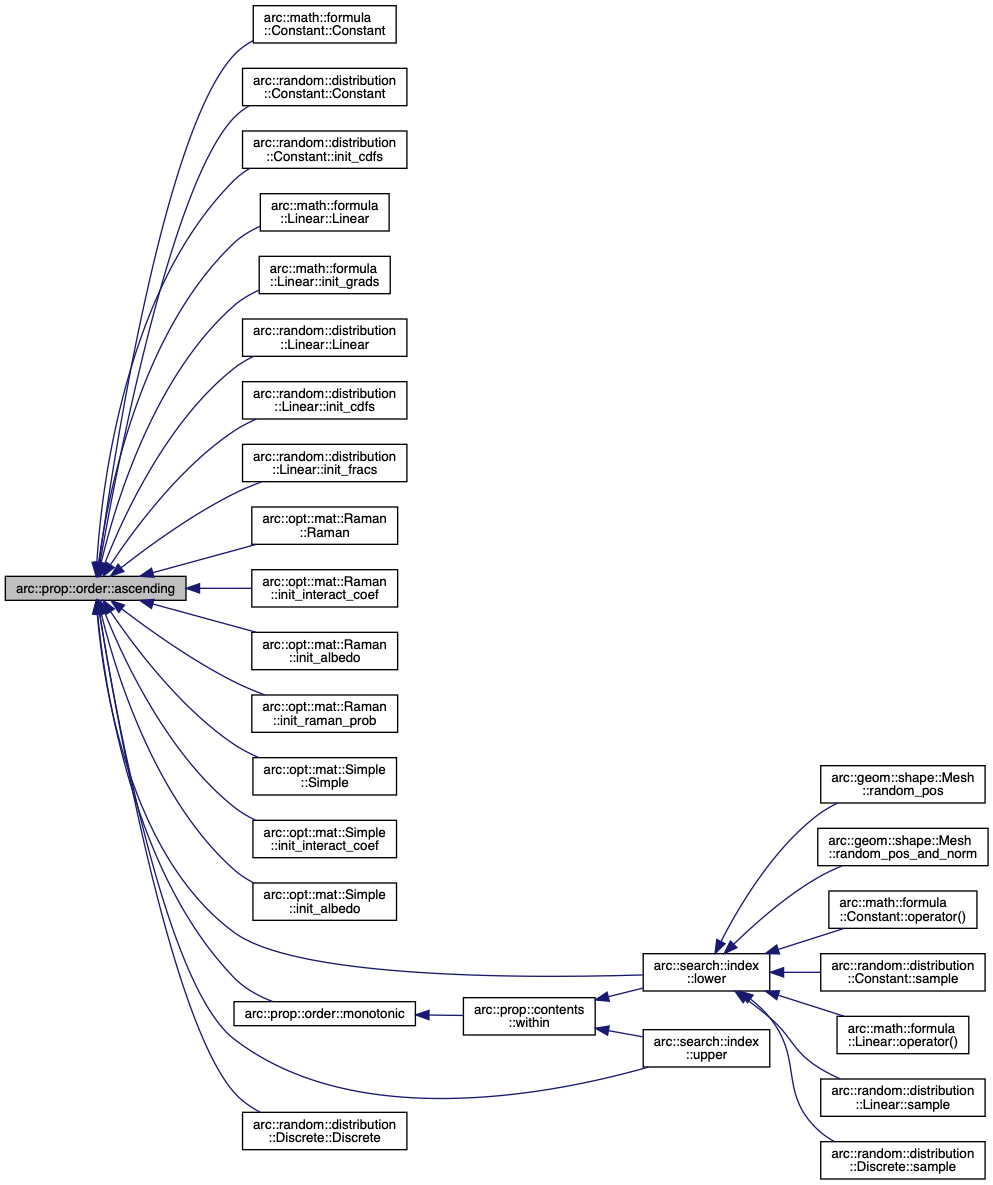 arc::math::formula
::Constant::Constant
arc::random::distribution
::Constant::Constant
arc::random::distribution
::Constant::init_cdfs
arc::math::formula
::Linear::Linear
arc::math::formula
::Linear::init_grads
arc::random::distribution
::Linear::Linear
arc::random::distribution
::Linear::init_cdfs
arc::random::distribution
::Linear::init_fracs
arc::opt::mat::Raman
::Raman
arc::prop::order::ascending
arc::opt::mat::Raman
::init_interact_coef
arc::opt::mat::Raman
::init_albedo
arc::opt::mat::Raman
::init_raman_prob
arc::opt::mat::Simple
::Simple
arc::opt::mat::Simple
::init_interact_coef
arc::opt::mat::Simple
::init_albedo
arc::search::index
::lower
arc::prop::order::monotonic
arc::prop::contents
::within
arc::search::index
::upper
arc::random::distribution
::Discrete::Discrete
arc::geom::shape::Mesh
::random_pos
arc::geom::shape::Mesh
::random_pos_and_norm
arc::math::formula
::Constant::operator()
arc::random::distribution
::Constant::sample
arc::math::formula
::Linear::operator()
arc::random::distribution
::Linear::sample
arc::random::distribution
::Discrete::sample